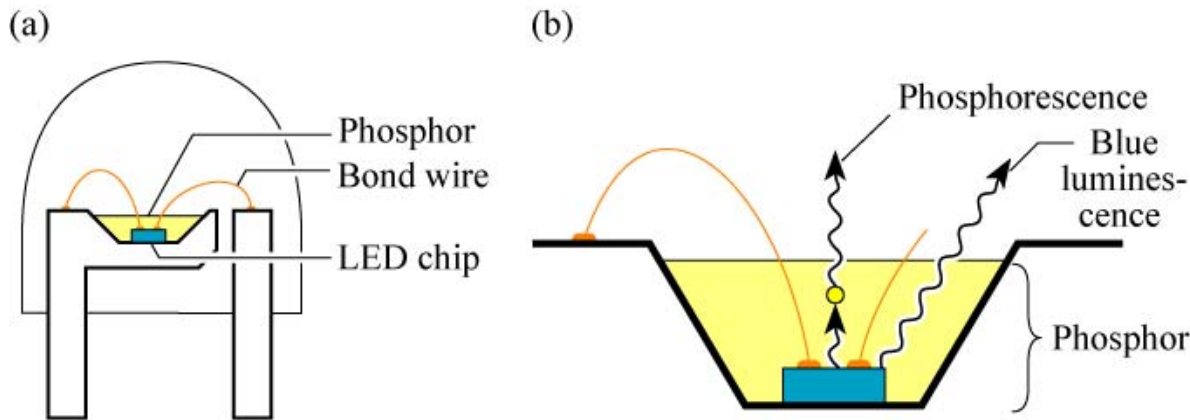 (a)
Phosphor
Bond wire
LED chip
(b)
Phosphorescence
Blue
lumines-
cence
Phosphor